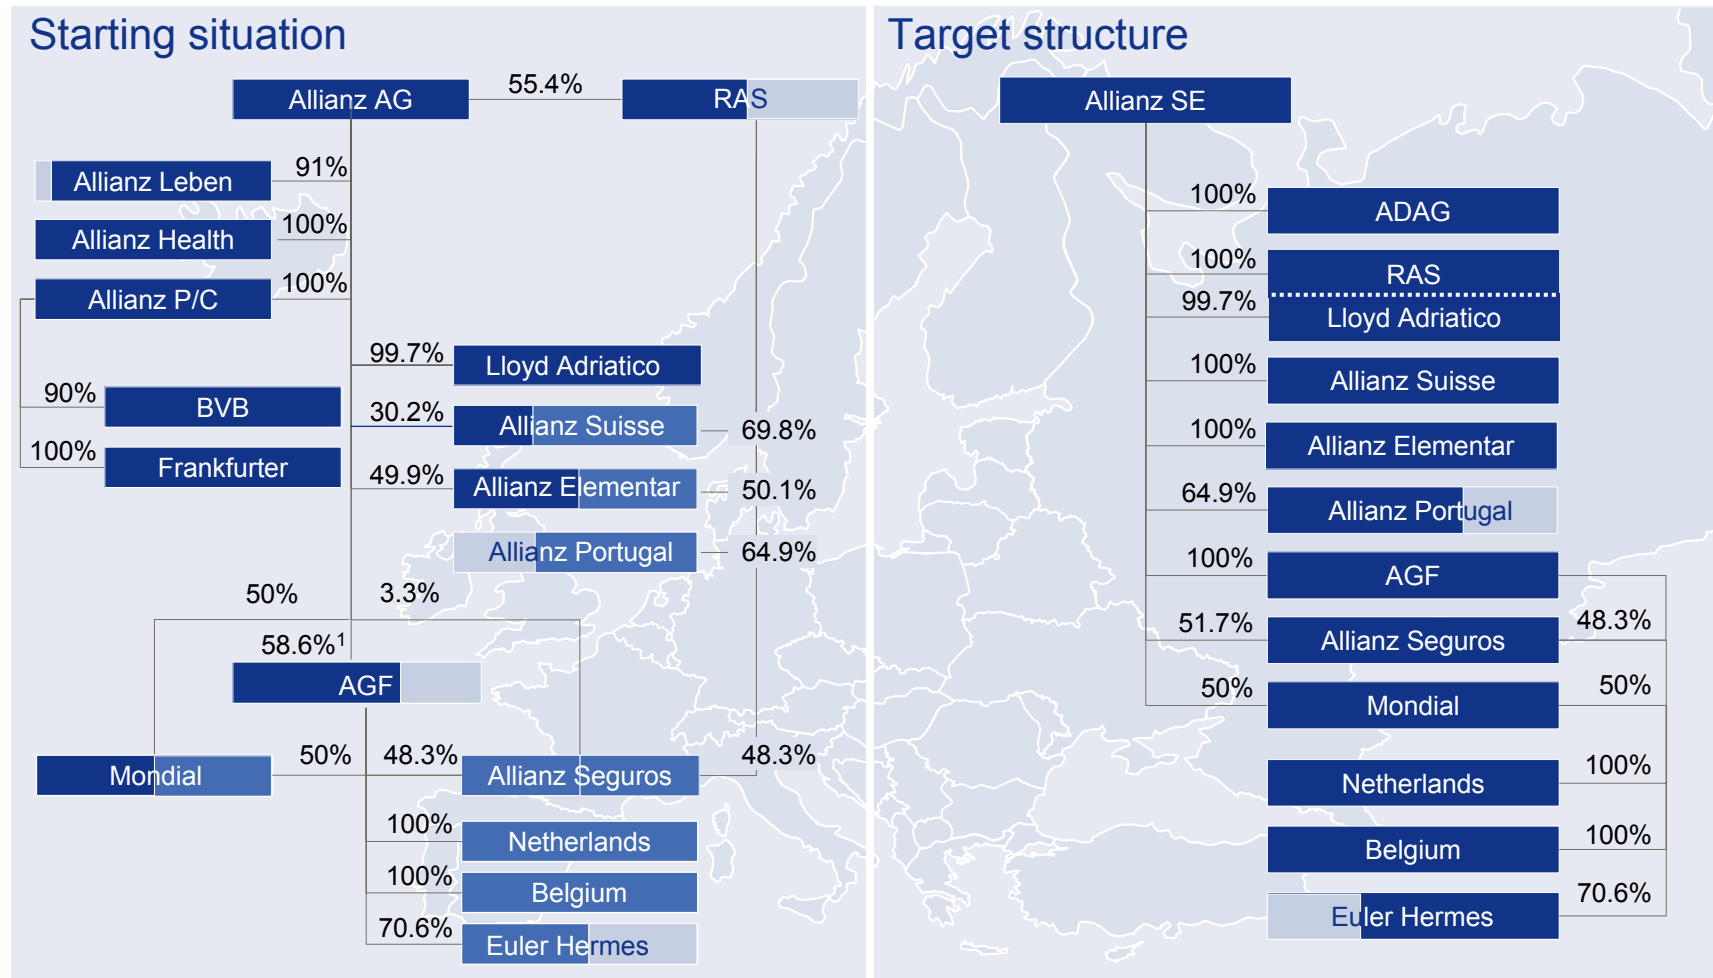 Starting situation
Allianz AG
55.4%
RAS
Allianz Leben
91%
Allianz Health
100%
Allianz P/C
100%
90%
BVB
100%
Frankfurter
99.7%
Lloyd Adriatico
30.2%
Allianz Suisse
69.8%
49.9%
Allianz Elementar
50.1%
Allianz Portugal
64.9%
50%
3.3%
58.6%¹
AGF
Mondial
50%
48.3%
Allianz Seguros
48.3%
100%
Netherlands
100%
Belgium
70.6%
Euler Hermes
Target structure
Allianz SE
100%
ADAG
100%
RAS
99.7%
Lloyd Adriatico
100%
Allianz Suisse
100%
Allianz Elementar
64.9%
Allianz Portugal
100%
AGF
51.7%
Allianz Seguros
48.3%
50%
Mondial
50%
Netherlands
100%
Belgium
100%
Euler Hermes
70.6%